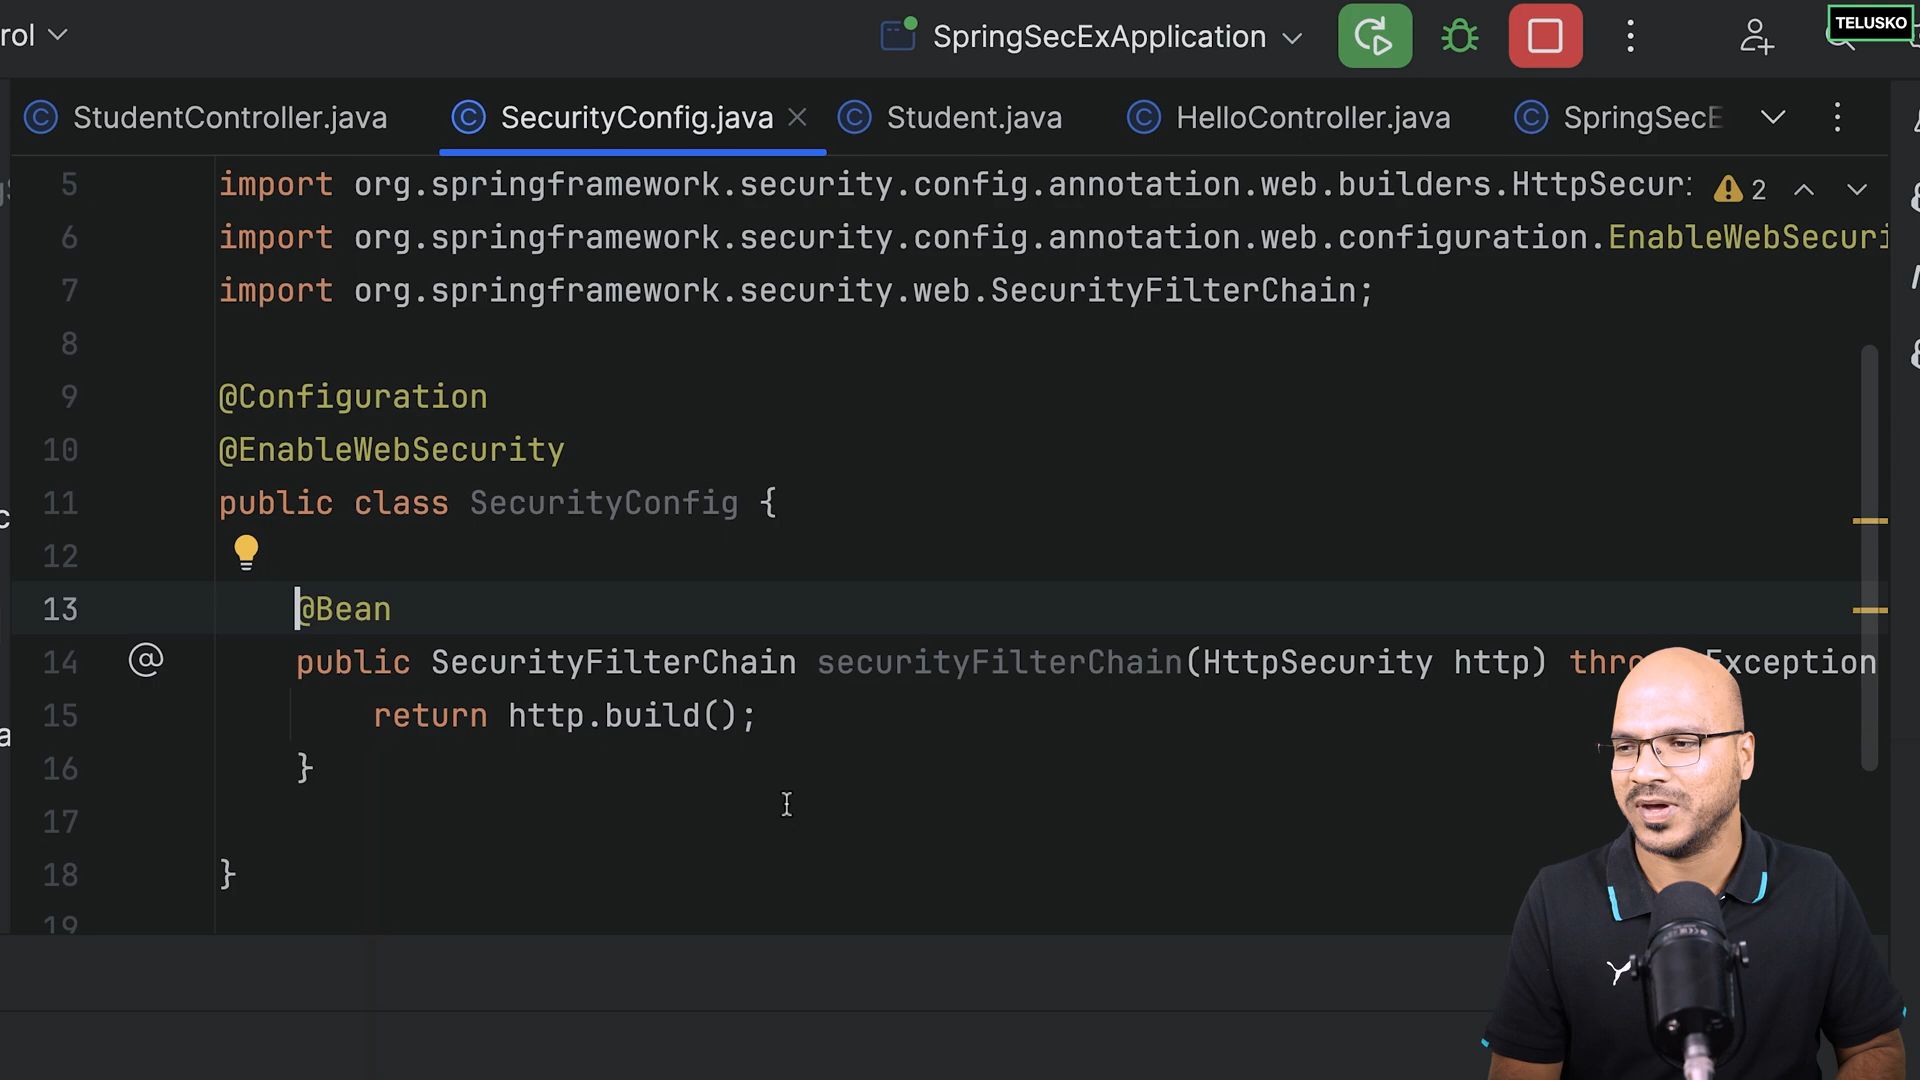 rol
SpringSecExApplication
TELUSKO
StudentController.java
SecurityConfig.java
Student.java
HelloController.java
SpringSecE
5 import org.springframework.security.config.annotation.web.builders.HttpSecur: 2
6 import org.springframework.security.config.annotation.web.configuration.EnableWebSecuri
7 import org.springframework.security.web.SecurityFilterChain;
8
9 @Configuration
10 @EnableWebSecurity
11 public class SecurityConfig {
12
13 @Bean
14 public SecurityFilterChain securityFilterChain(HttpSecurity http) thro Exception
15 return http.build();
16 }
17
18 }
19